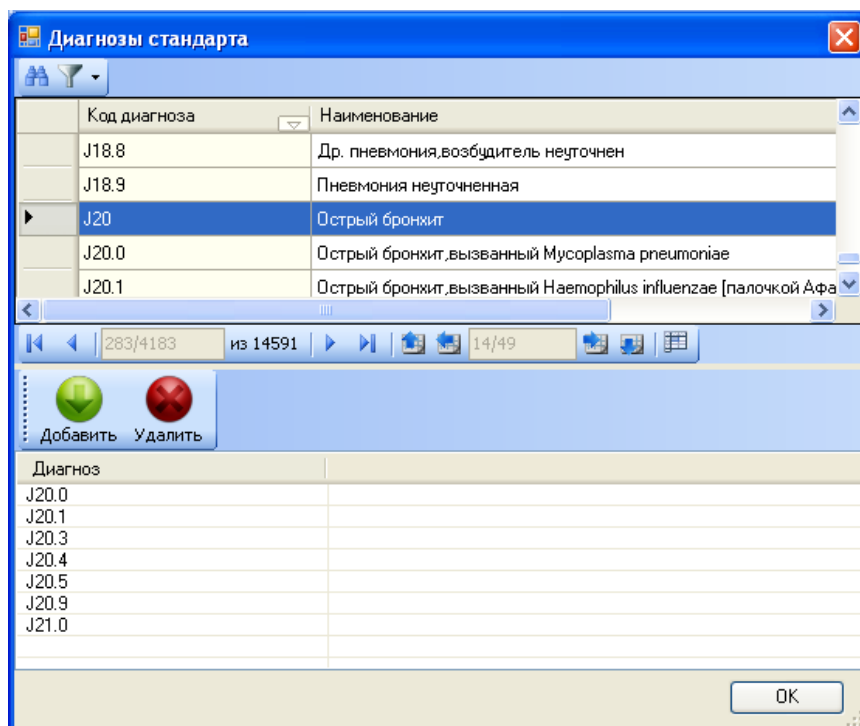 Диагнозы стандарта
Код диагноза Наименование
J18.8 Др. пневмония,возбудитель неуточнен
J18.9 Пневмония неуточненная
J20 Острый бронхит
J20.0 Острый бронхит,вызванный Mycoplasma pneumoniae
J20.1 Острый бронхит,вызванный Haemophilus influenzae [палочкой Афа
283/4183 из 14591 14/49
Добавить Удалить
Диагноз
J20.0
J20.1
J20.3
J20.4
J20.5
J20.9
J21.0
OK